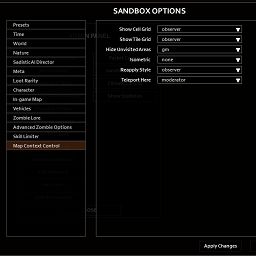 SANDBOX OPTIONS
Presets
Time
World
Nature
Sadistic AI Director
Meta
Loot Rarity
Character
In-game Map
Vehicles
Zombie Lore
Advanced Zombie Options
Skill Limiter
Map Context Control
Show Cell Grid observer
Show Tile Grid observer
Hide Unvisited Areas gm
Isometric none
Reapply Style observer
Teleport Here moderator
Apply Changes